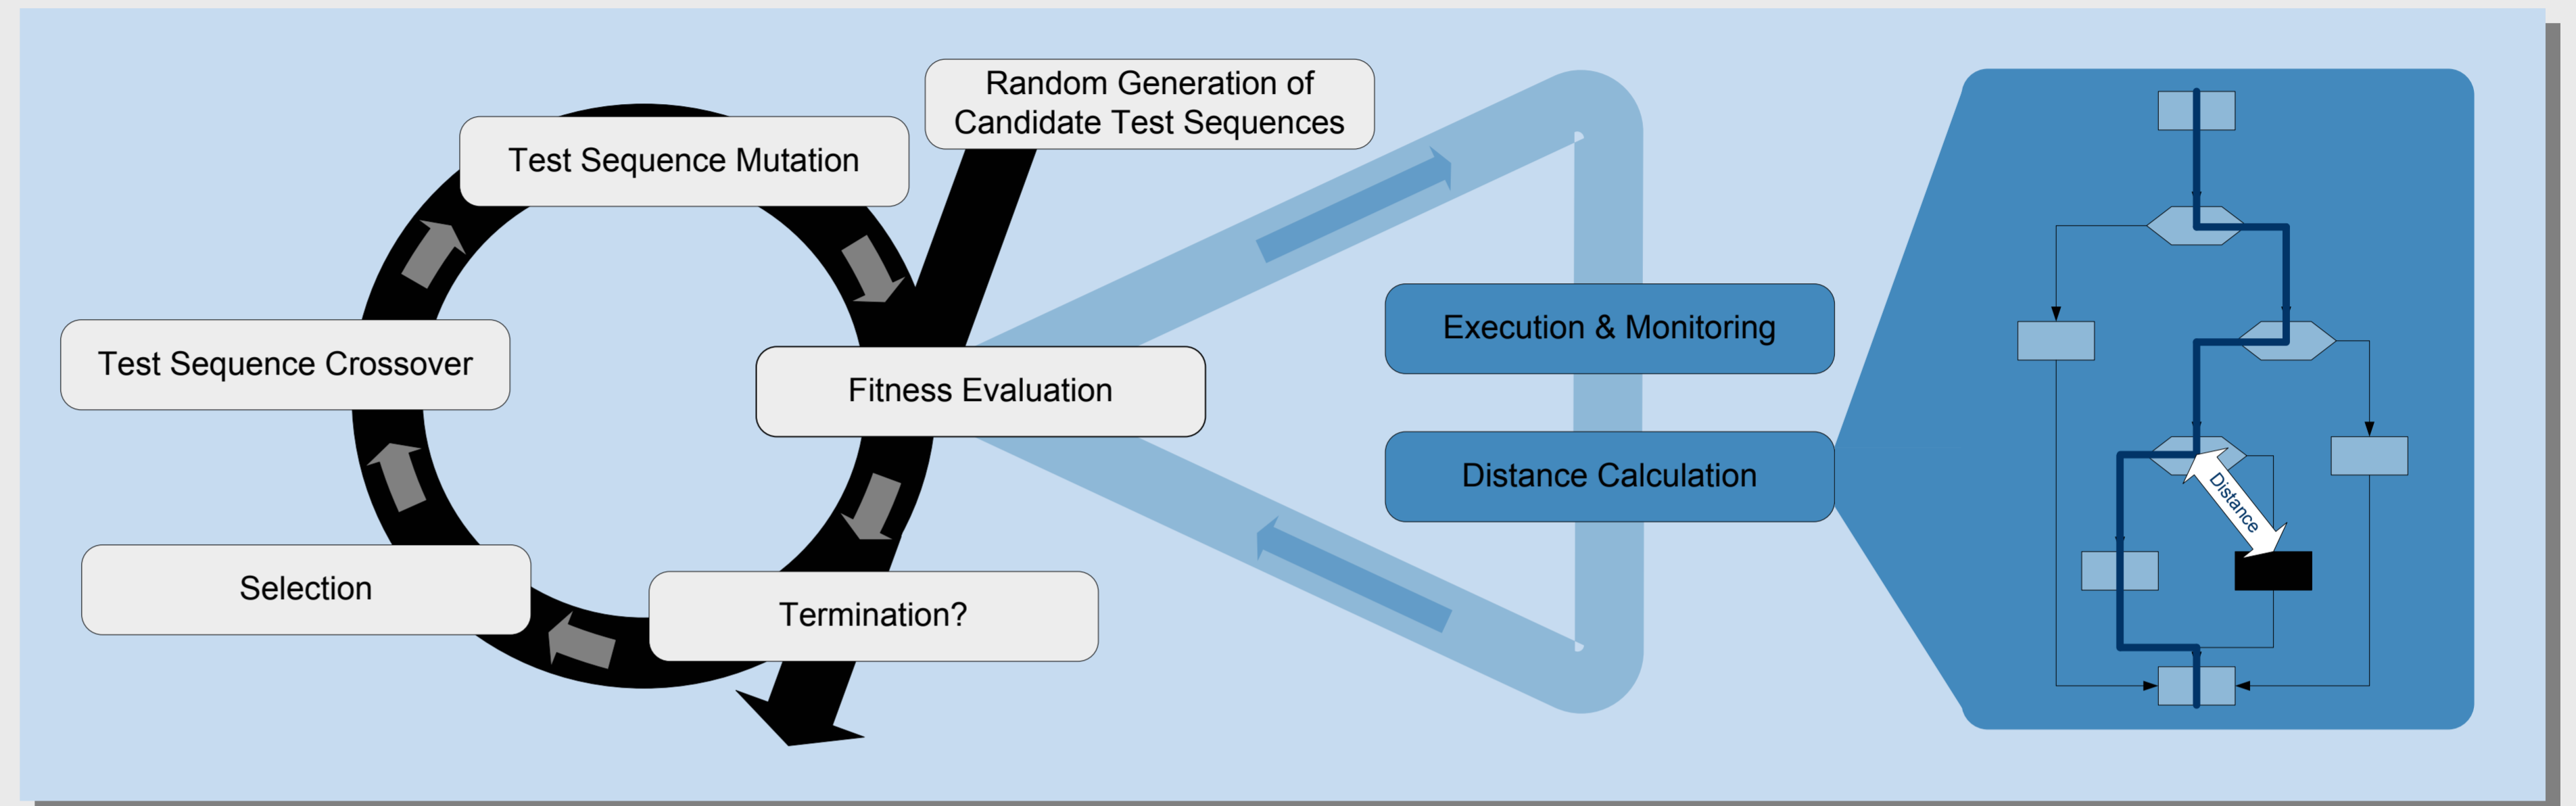 Random Generation of
Candidate Test Sequences
Test Sequence Mutation
Execution & Monitoring
Test Sequence Crossover
Fitness Evaluation
Distance Calculation
Distance
Selection
Termination?